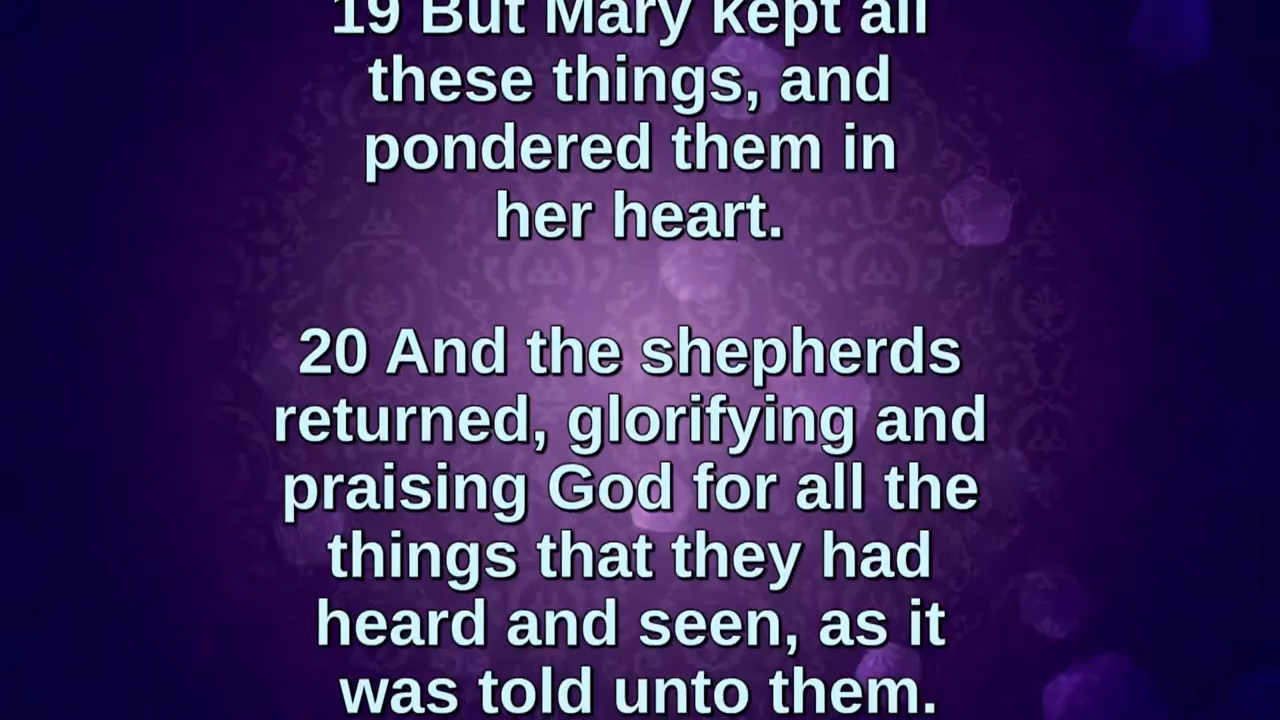 19 But Mary kept all
these things, and
pondered them in
her heart.
20 And the shepherds
returned, glorifying and
praising God for all the
things that they had
heard and seen, as it
was told unto them.